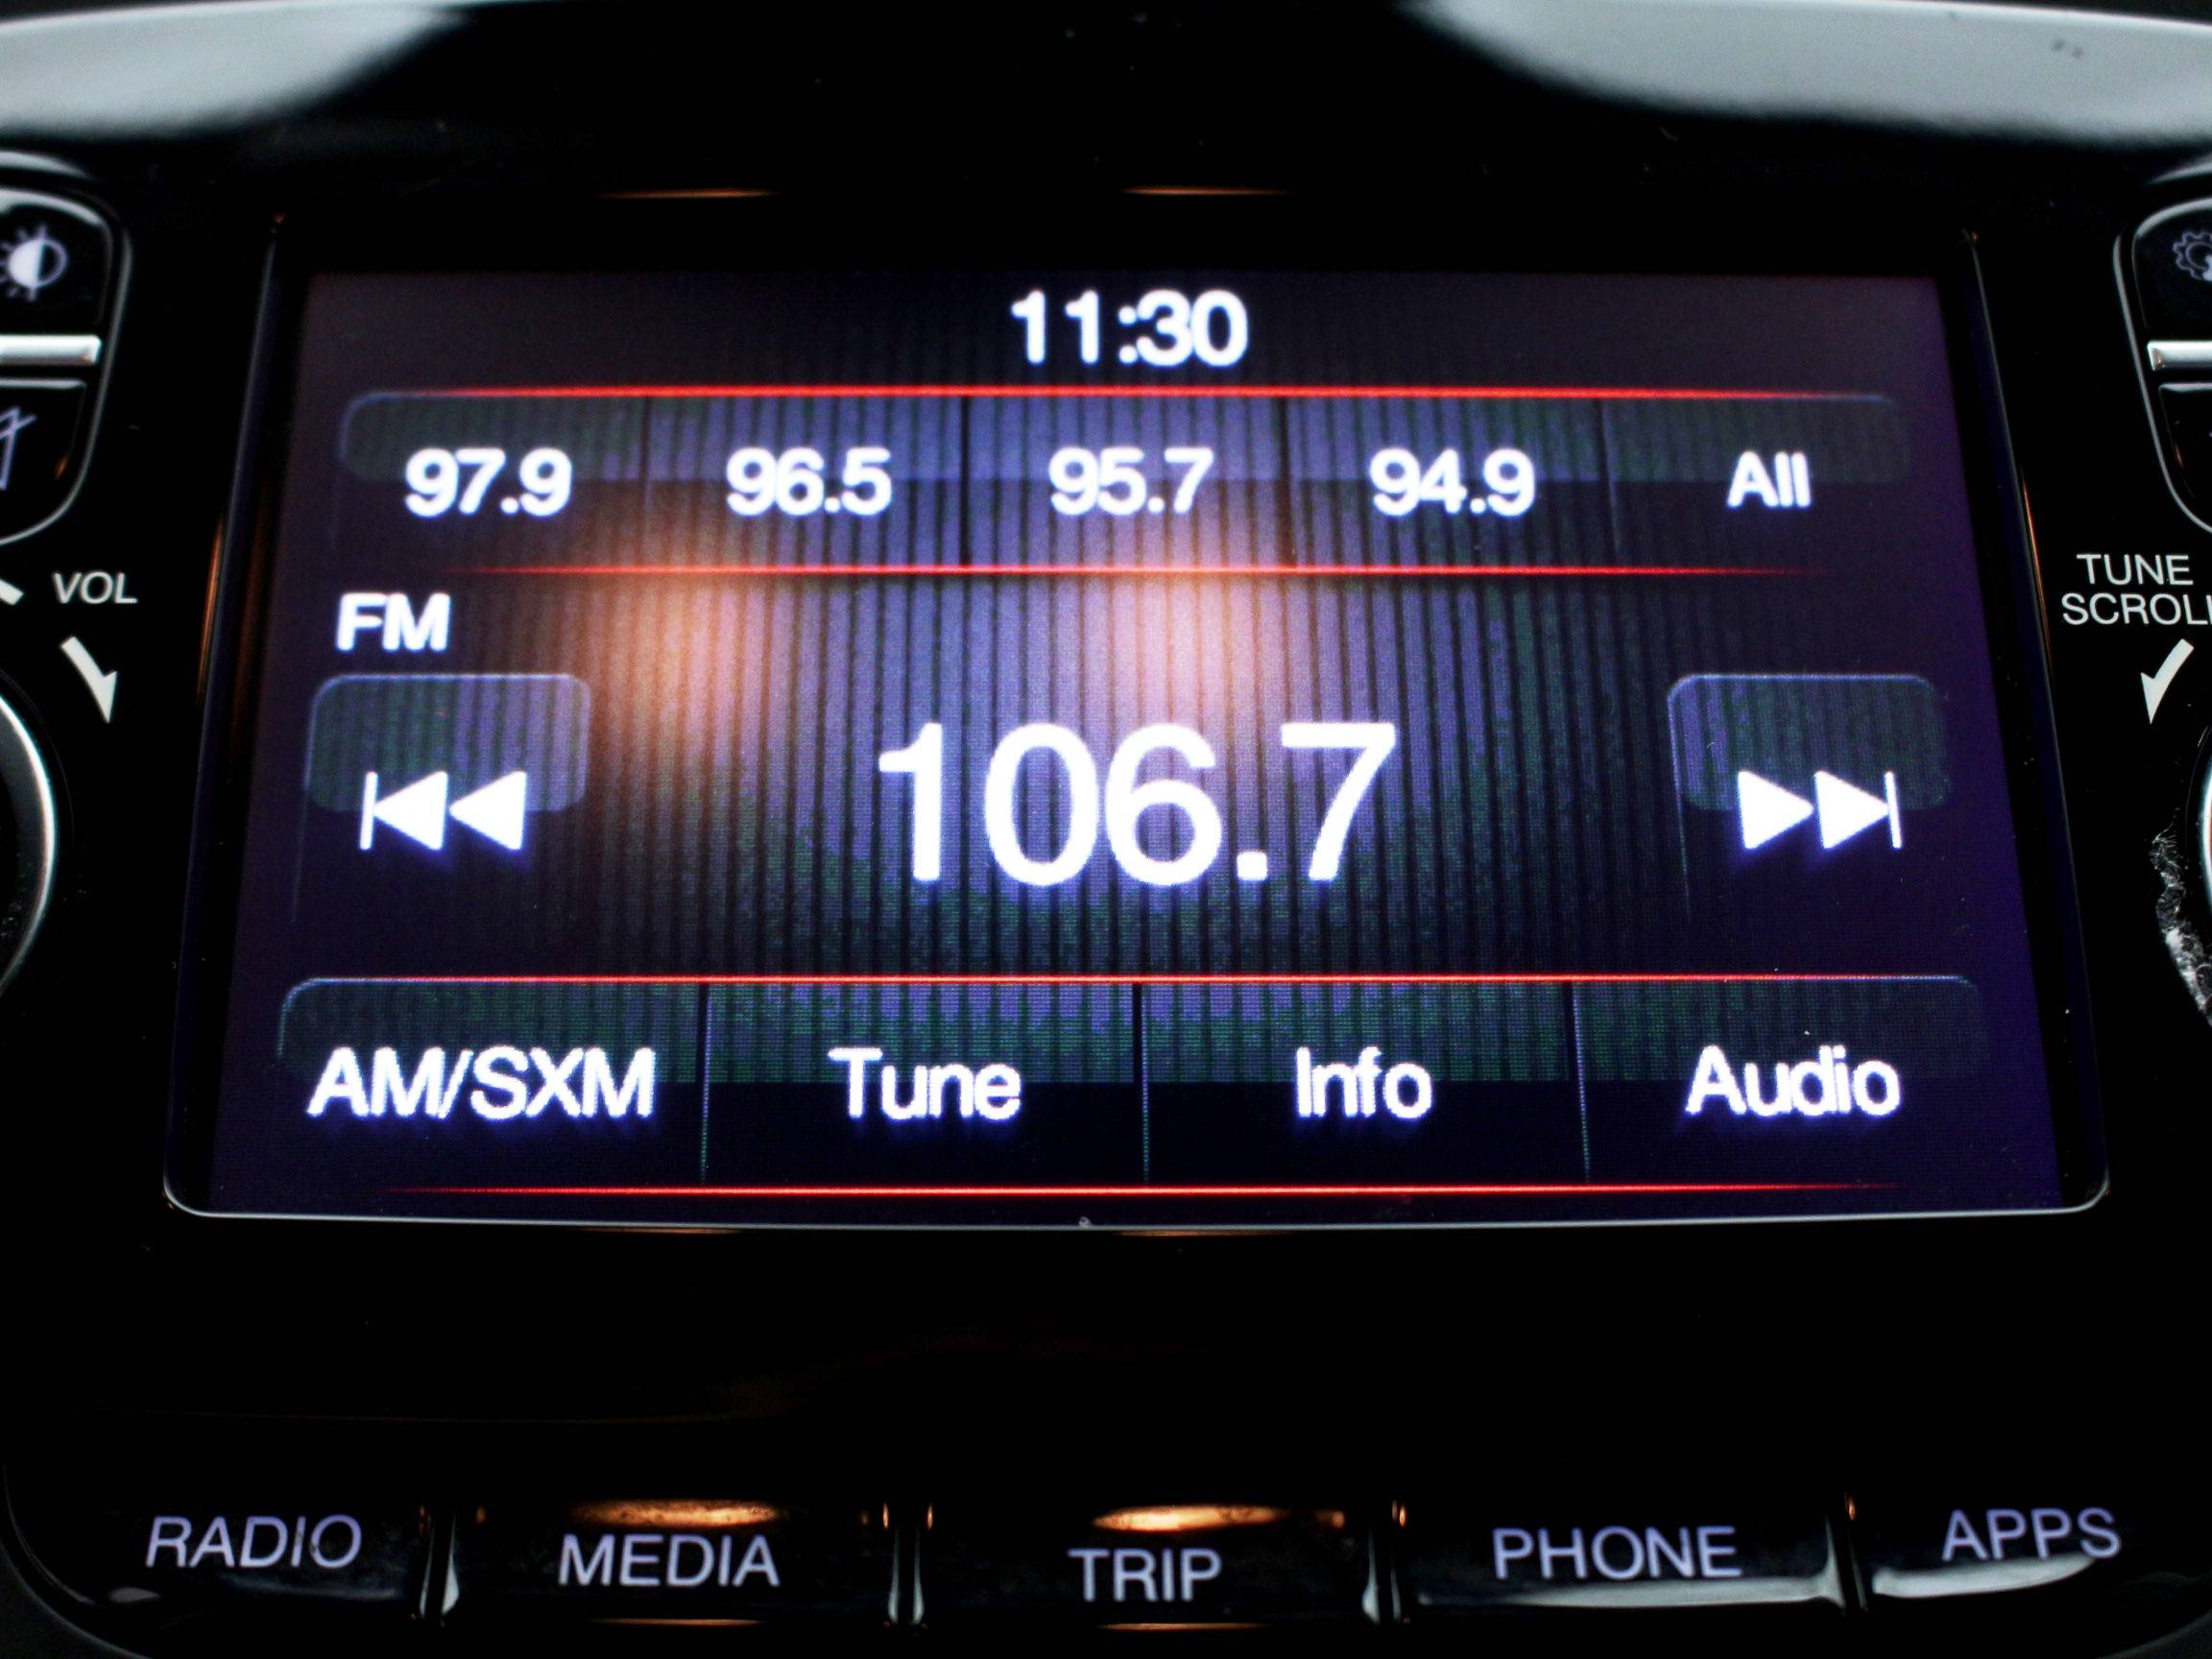 11:30
97.9 96.5 95.7 94.9 All
FM
VOL
TUNE
SCROLL
106.7
AM/SXM Tune Info Audio
RADIO MEDIA TRIP PHONE APPS